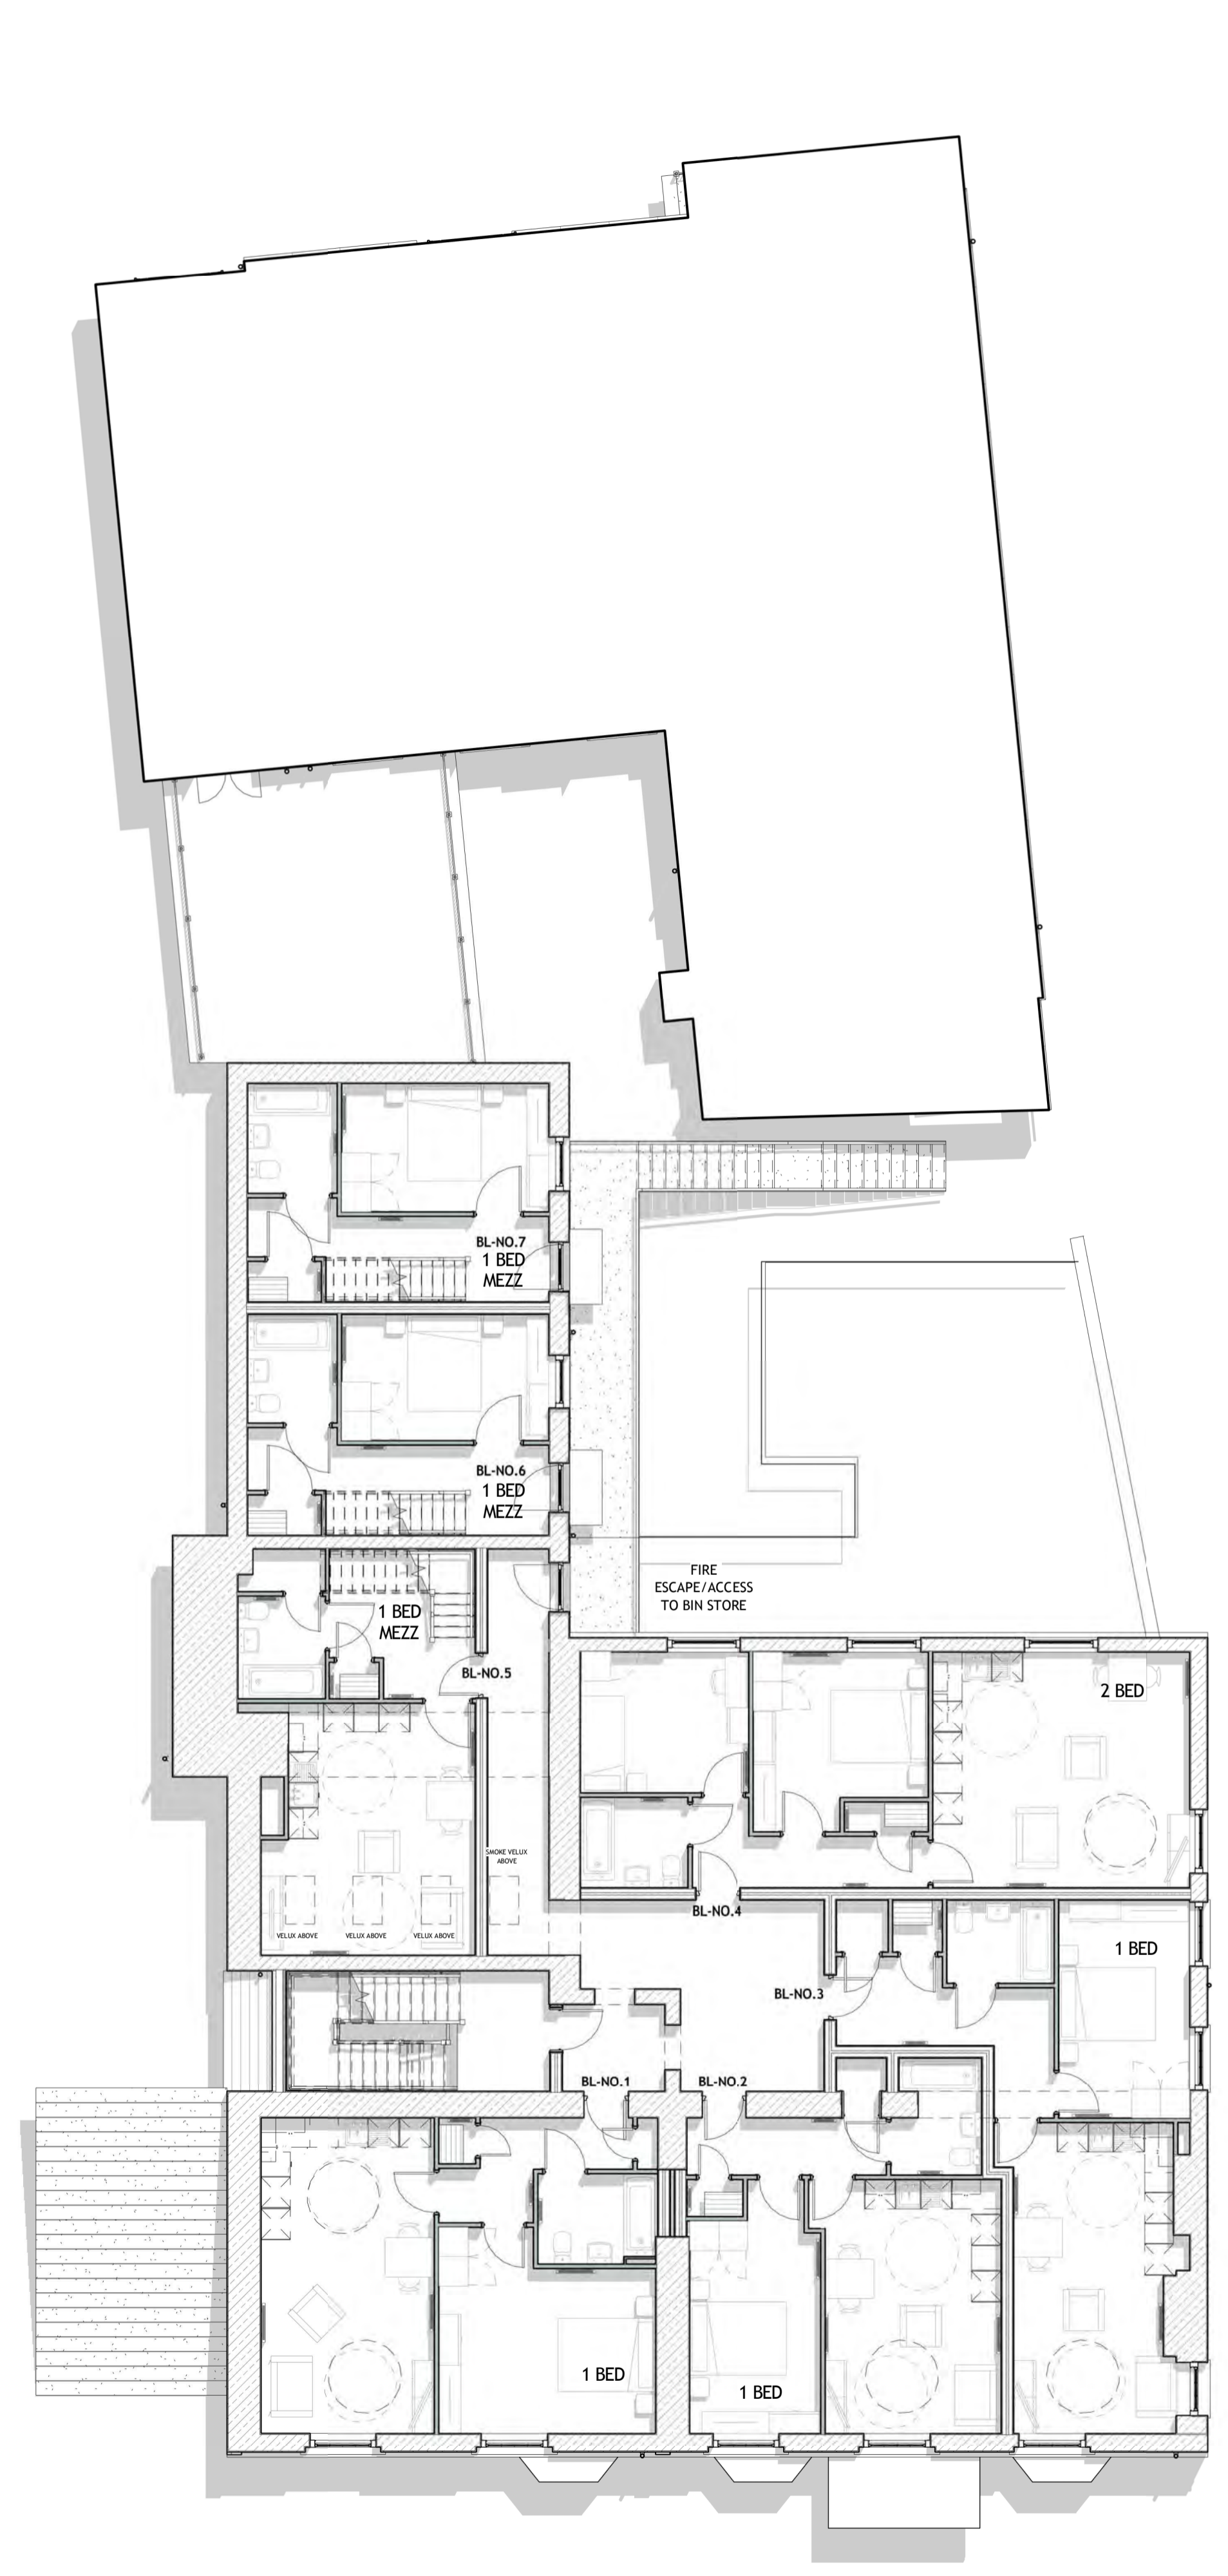 BL-NO.7
1 BED
MEZZ
BL-NO.6
1 BED
MEZZ
FIRE
ESCAPE/ACCESS
TO BIN STORE
1 BED
MEZZ
BL-NO.5
2 BED
SMOKE VELUX
ABOVE
VELUX ABOVE
VELUX ABOVE
VELUX ABOVE
BL-NO.4
1 BED
BL-NO.3
BL-NO.1
BL-NO.2
1 BED
1 BED